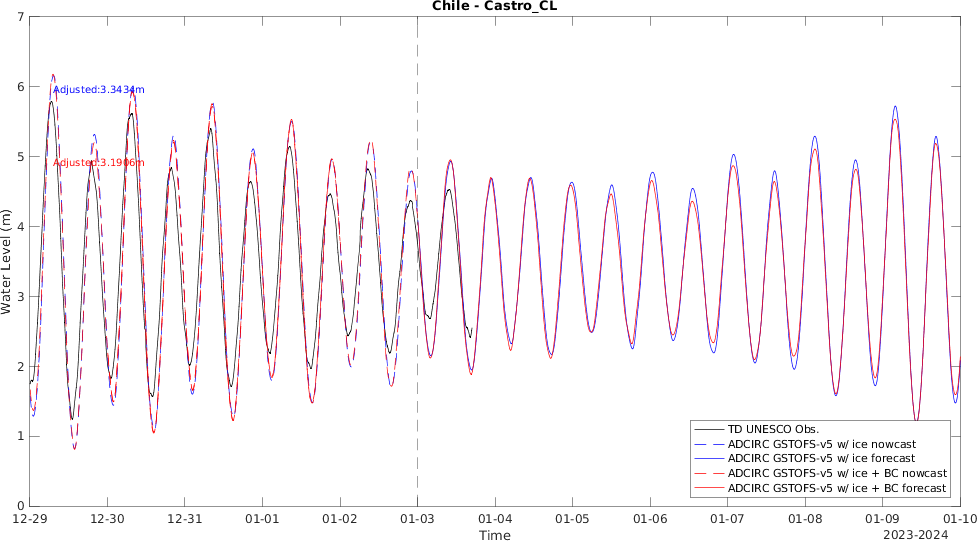 Chile - Castro_CL
7
6
5
4
3
2
1
0
Water Level (m)
Adjusted:3.3434m
Adjusted:3.1906m
TD UNESCO Obs.
ADCIRC GSTOFS-v5 w/ ice nowcast
ADCIRC GSTOFS-v5 w/ ice forecast
ADCIRC GSTOFS-v5 w/ ice + BC nowcast
ADCIRC GSTOFS-v5 w/ ice + BC forecast
12-29 12-30 12-31 01-01 01-02 01-03 01-04 01-05 01-06 01-07 01-08 01-09 01-10
Time
2023-2024